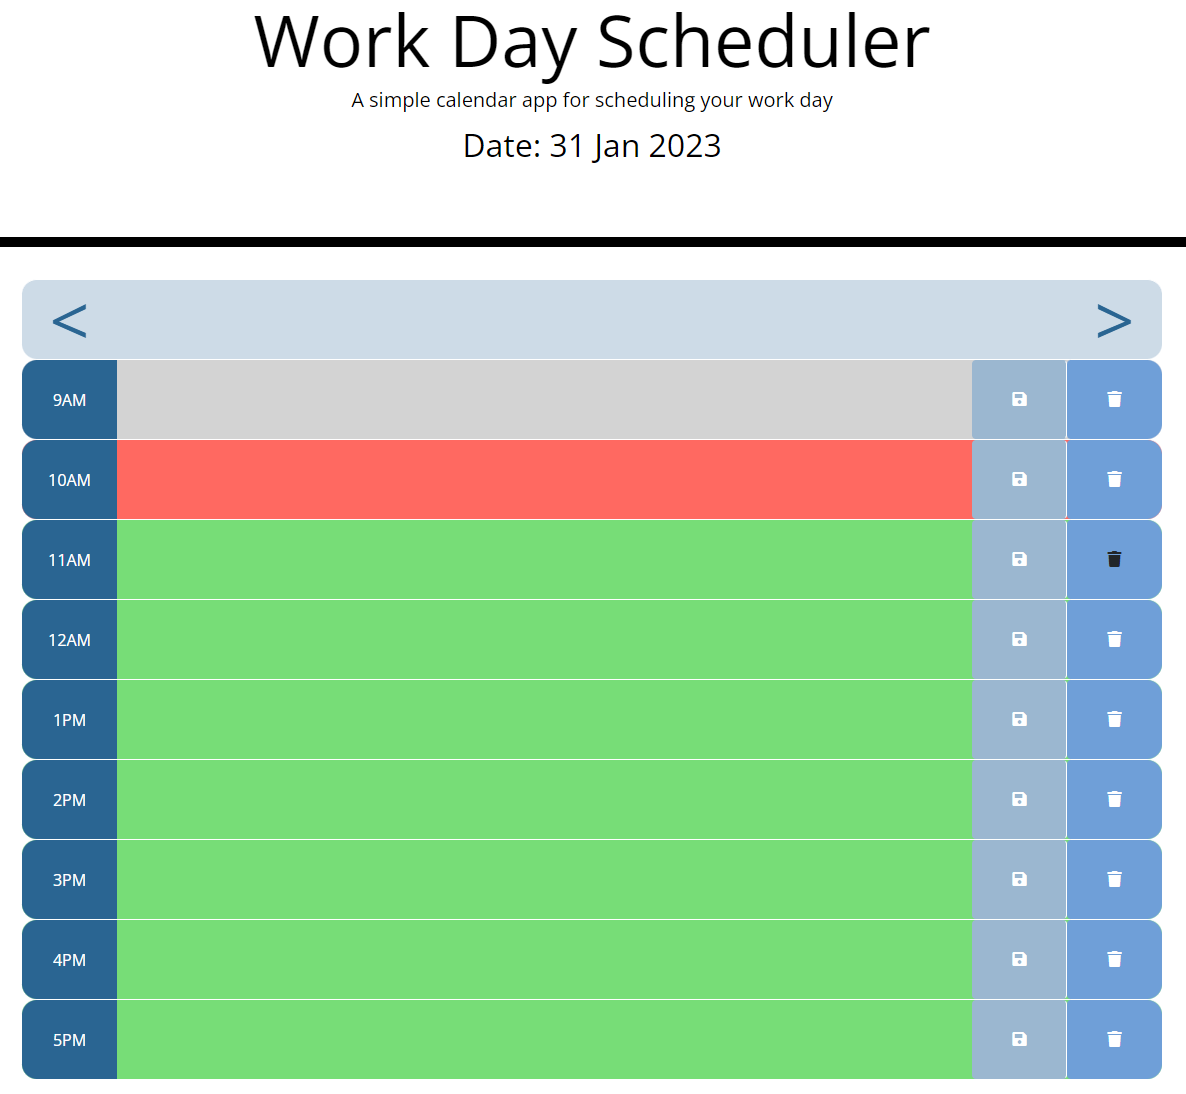 Work Day Scheduler
A simple calendar app for scheduling your work day
Date: 31 Jan 2023
< >
9AM
10AM
11AM
12AM
1PM
2PM
3PM
4PM
5PM